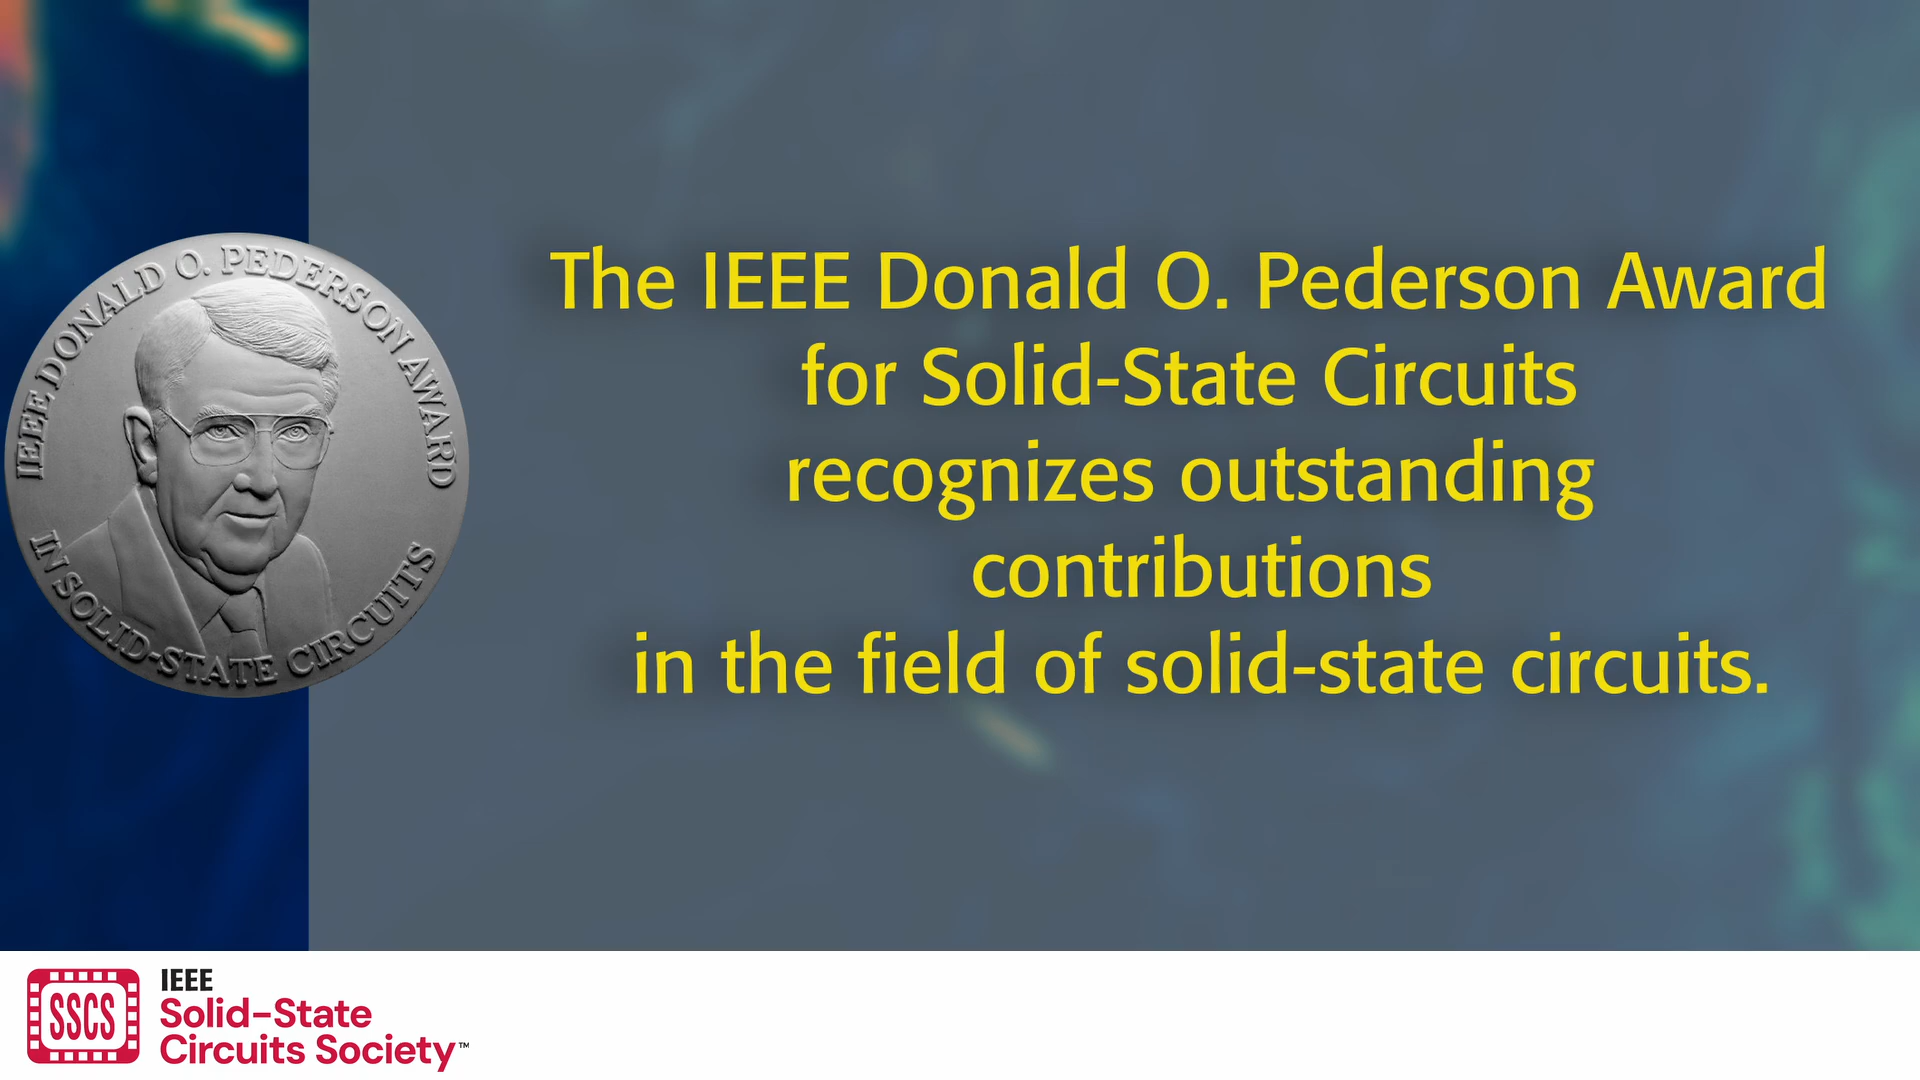 IEEE DONALD O. PEDERSON AWARD
IN SOLID-STATE CIRCUITS
The IEEE Donald O. Pederson Award
for Solid-State Circuits
recognizes outstanding
contributions
in the field of solid-state circuits.
SSCS
IEEE
Solid-State
Circuits Society™